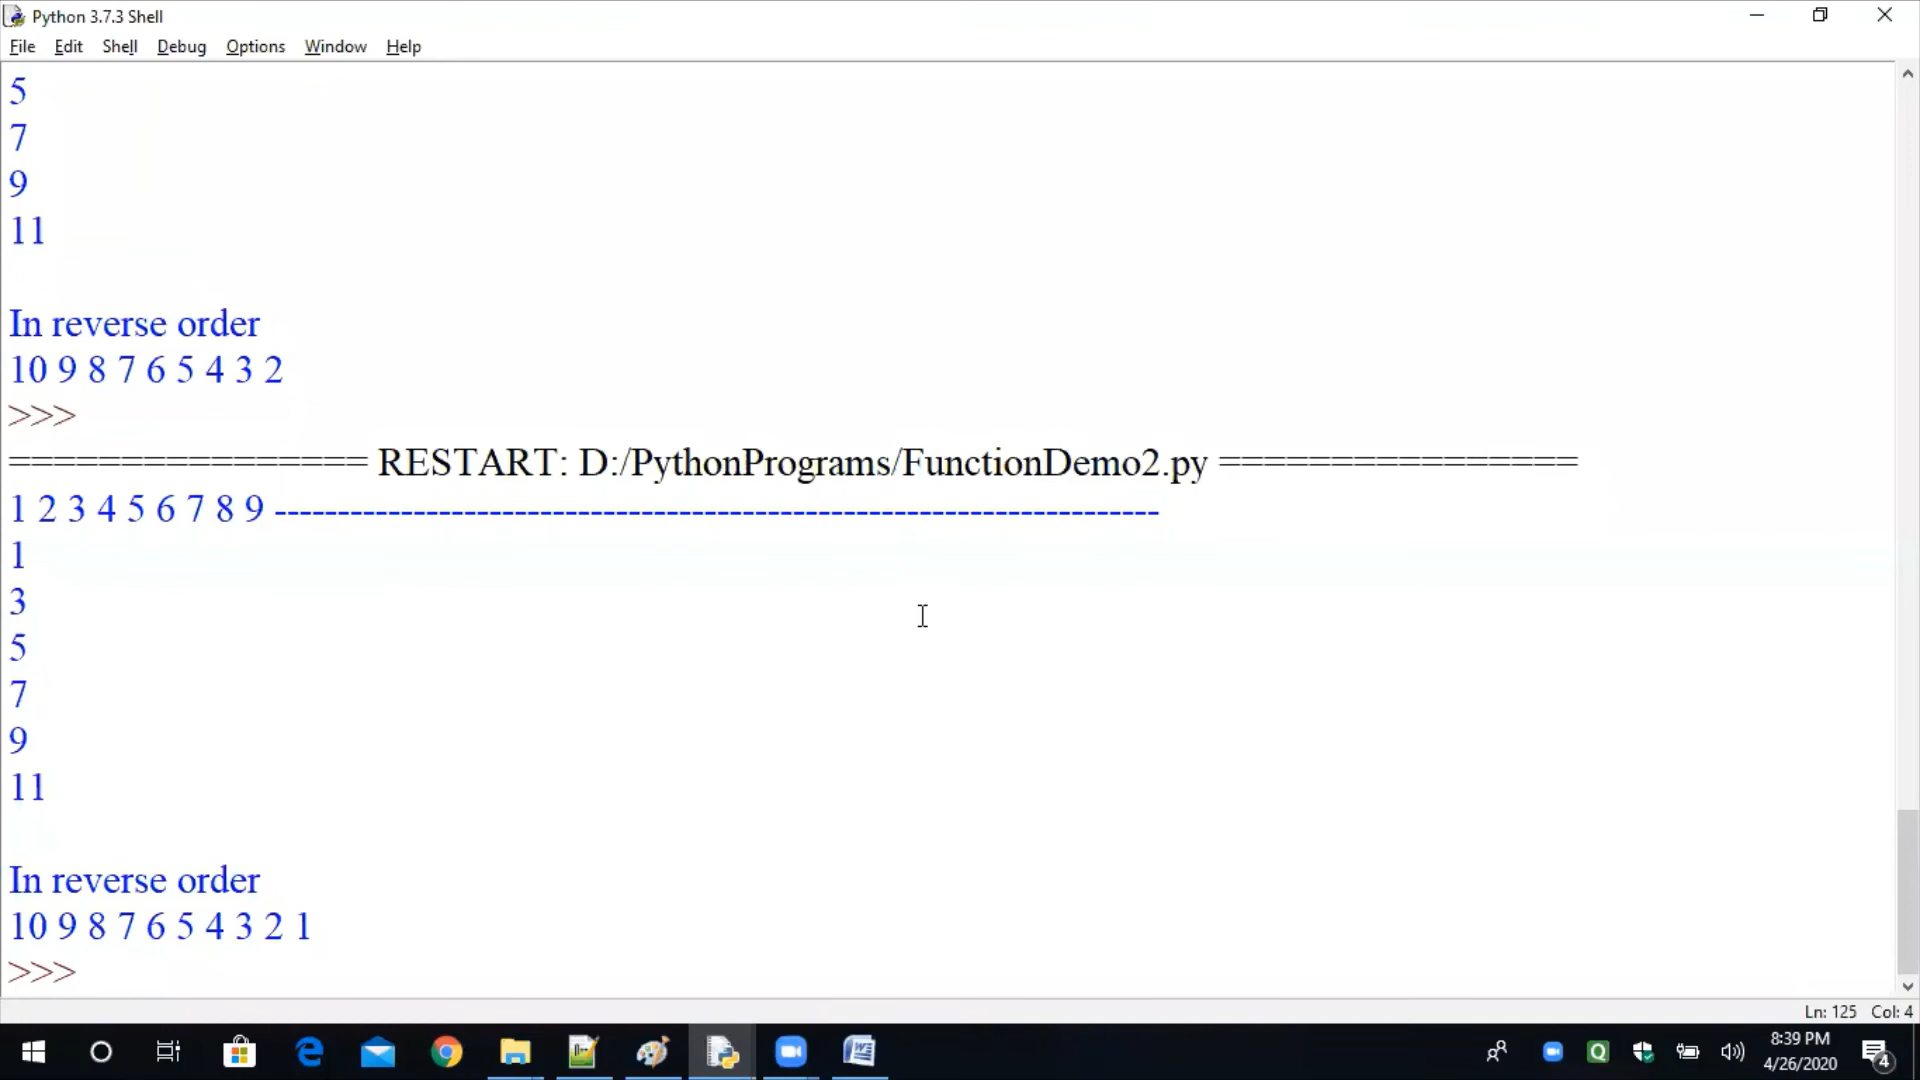 Python 3.7.3 Shell
File Edit Shell Debug Options Window Help
5
7
9
11
In reverse order
10 9 8 7 6 5 4 3 2
>>>
================ RESTART: D:/PythonPrograms/FunctionDemo2.py ================
1 2 3 4 5 6 7 8 9 ----------------------------------------------------------------------
1
3
5
7
9
11
In reverse order
10 9 8 7 6 5 4 3 2 1
>>>
Ln: 125 Col: 4
8:39 PM
4/26/2020
4